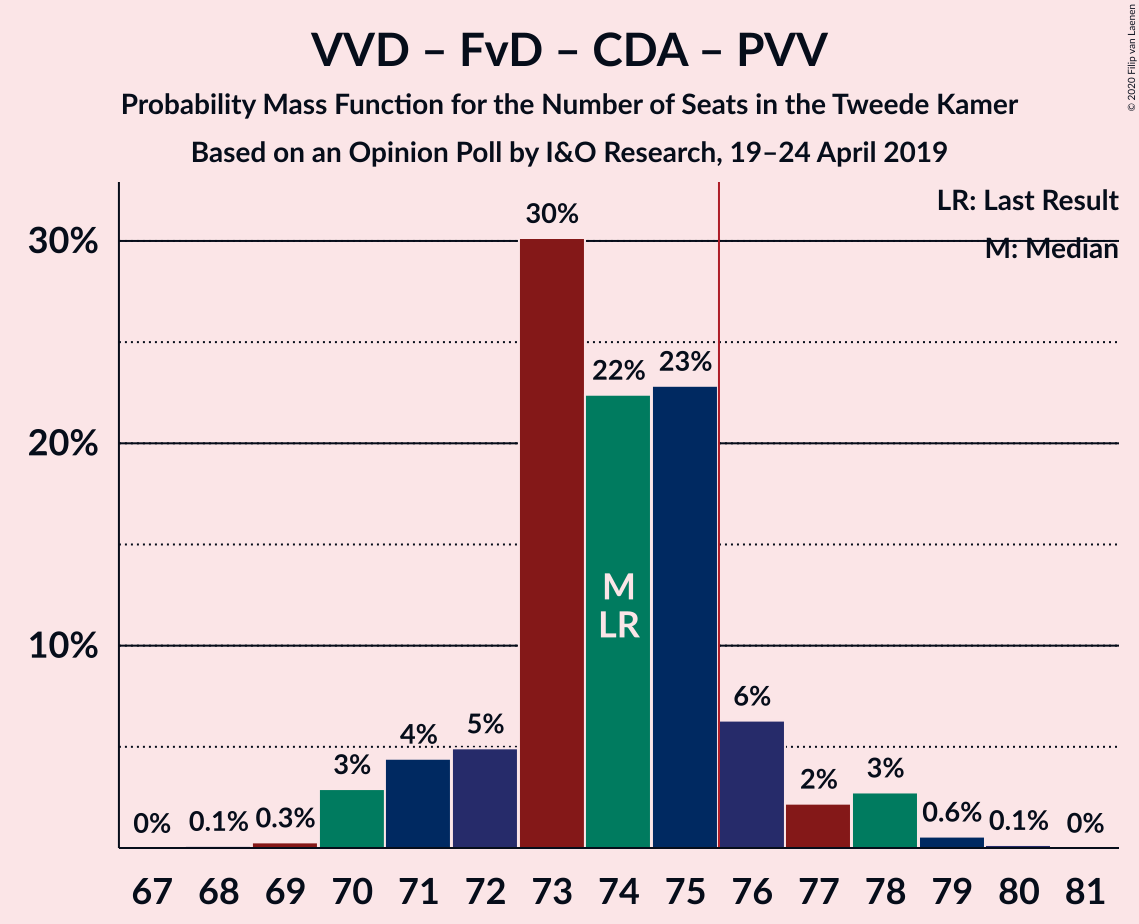 VVD – FvD – CDA – PVV
Probability Mass Function for the Number of Seats in the Tweede Kamer
Based on an Opinion Poll by I&O Research, 19–24 April 2019
© 2020 Filip van Laenen
LR: Last Result
M: Median
30%
20%
10%
0% 0.1% 0.3% 3% 4% 5% 30% 22% 23% 6% 2% 3% 0.6% 0.1% 0%
M
LR
67 68 69 70 71 72 73 74 75 76 77 78 79 80 81